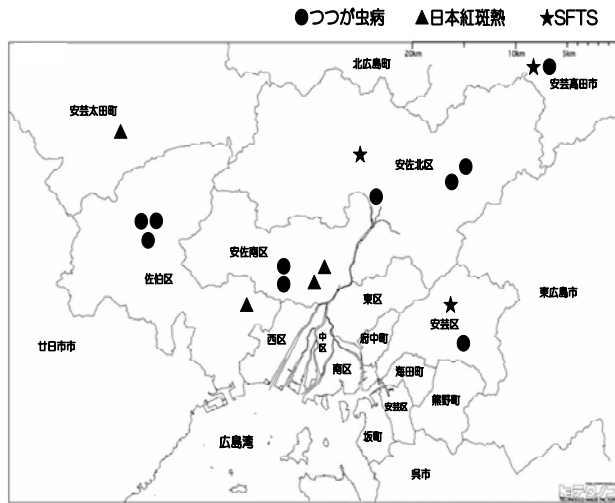 ●つつが虫病 ▲日本紅斑熱 ★SFTS
北広島町
20km 10km 5km
安芸高田市
安芸太田町
安佐北区
安佐南区
佐伯区
東区
東広島市
安芸区
廿日市市
西区
中区
府中町
南区
海田町
熊野町
安芸区
広島湾
坂町
呉市